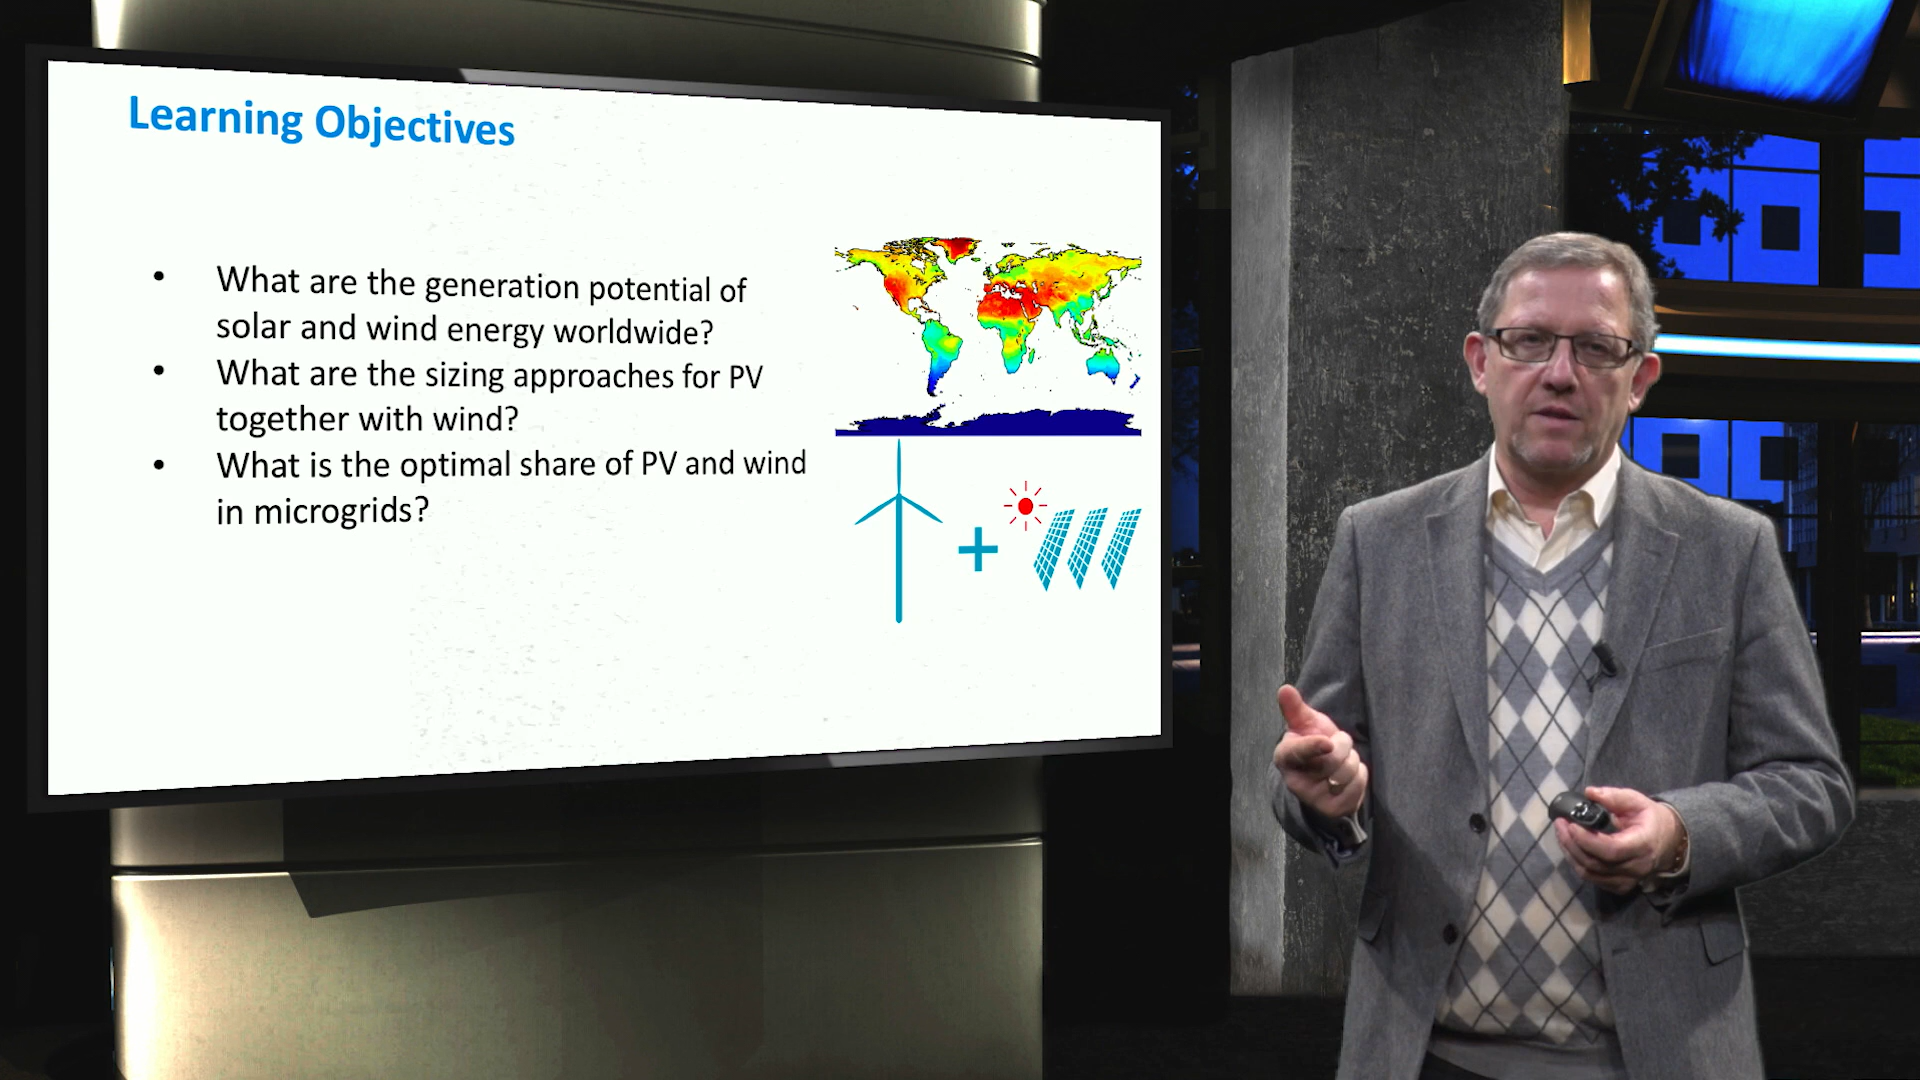 Learning Objectives
• What are the generation potential of
solar and wind energy worldwide?
• What are the sizing approaches for PV
together with wind?
• What is the optimal share of PV and wind
in microgrids?